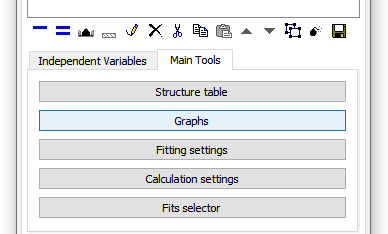 Independent Variables
Main Tools
Structure table
Graphs
Fitting settings
Calculation settings
Fits selector